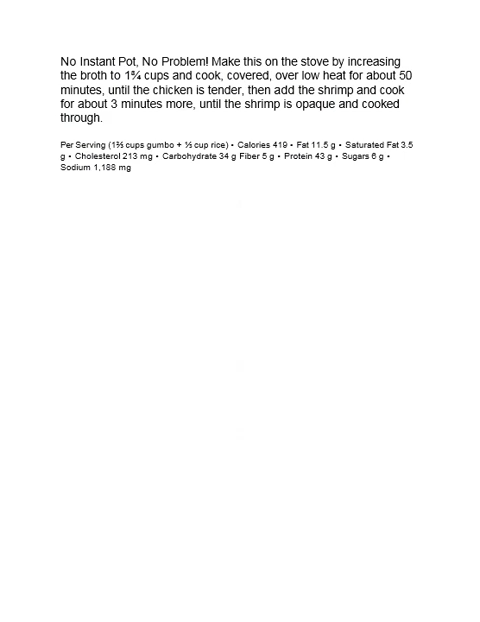 No Instant Pot, No Problem! Make this on the stove by increasing
the broth to 1¾ cups and cook, covered, over low heat for about 50
minutes, until the chicken is tender, then add the shrimp and cook
for about 3 minutes more, until the shrimp is opaque and cooked
through.
Per Serving (1⅔ cups gumbo + ⅓ cup rice) • Calories 419 • Fat 11.5 g • Saturated Fat 3.5
g • Cholesterol 213 mg • Carbohydrate 34 g Fiber 5 g • Protein 43 g • Sugars 6 g •
Sodium 1,188 mg